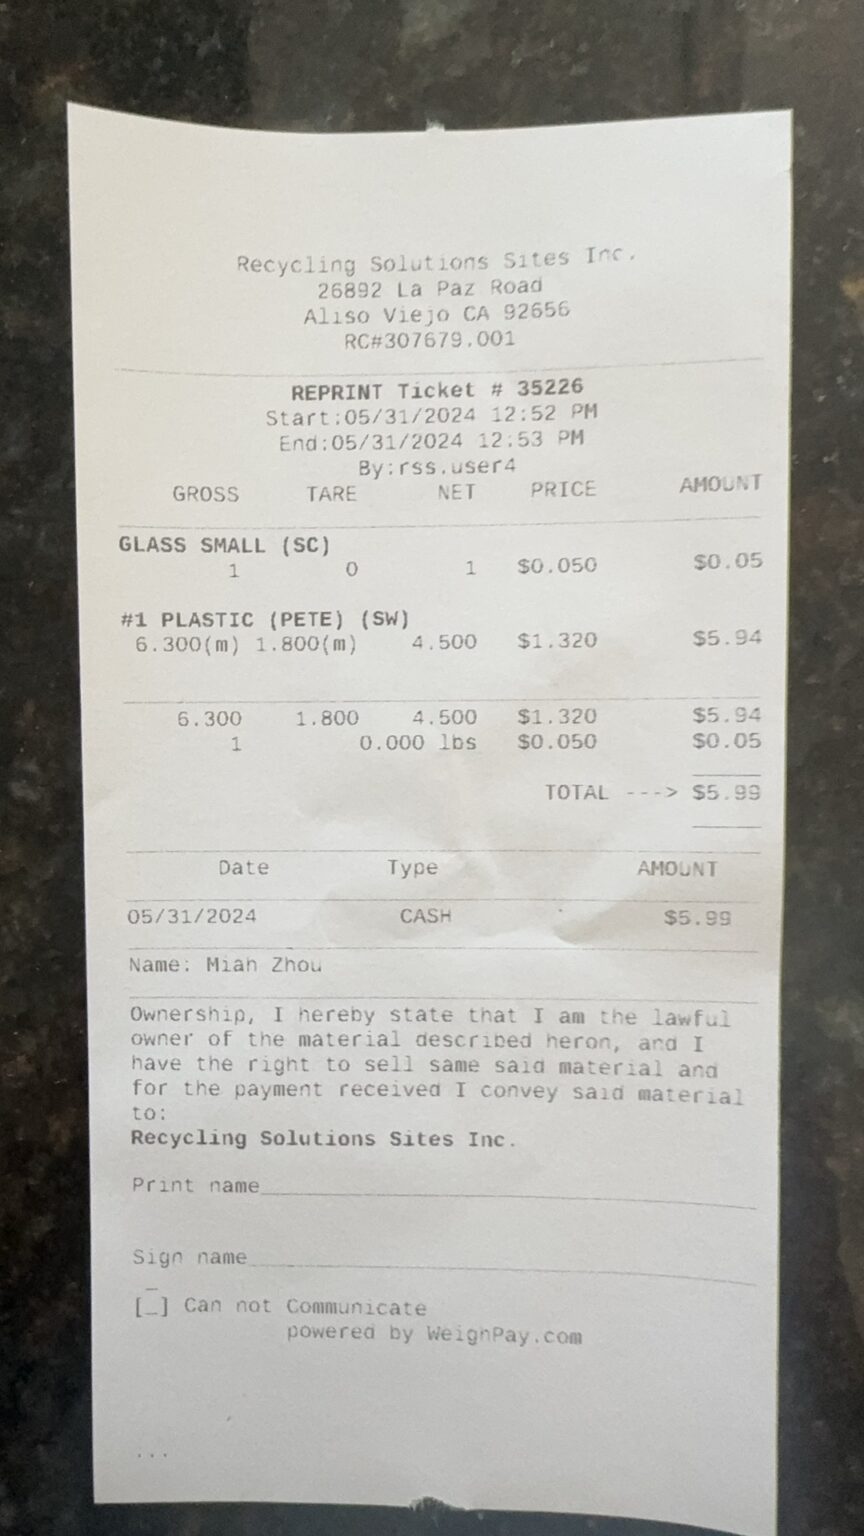 Recycling Solutions Sites Inc.
26892 La Paz Road
Aliso Viejo CA 92656
RC#307679.001
REPRINT Ticket # 35226
Start:05/31/2024 12:52 PM
End:05/31/2024 12:53 PM
By:rss.user4
GROSS TARE NET PRICE AMOUNT
GLASS SMALL (SC)
1 0 1 $0.050 $0.05
#1 PLASTIC (PETE) (SW)
6.300(m) 1.800(m) 4.500 $1.320 $5.94
6.300 1.800 4.500 $1.320 $5.94
1 0.000 lbs $0.050 $0.05
TOTAL ---> $5.99
Date Type AMOUNT
05/31/2024 CASH $5.99
Name: Miah Zhou
Ownership, I hereby state that I am the lawful
owner of the material described heron, and I
have the right to sell same said material and
for the payment received I convey said material
to:
Recycling Solutions Sites Inc.
Print name
Sign name
[_] Can not Communicate
powered by WeighPay.com
...